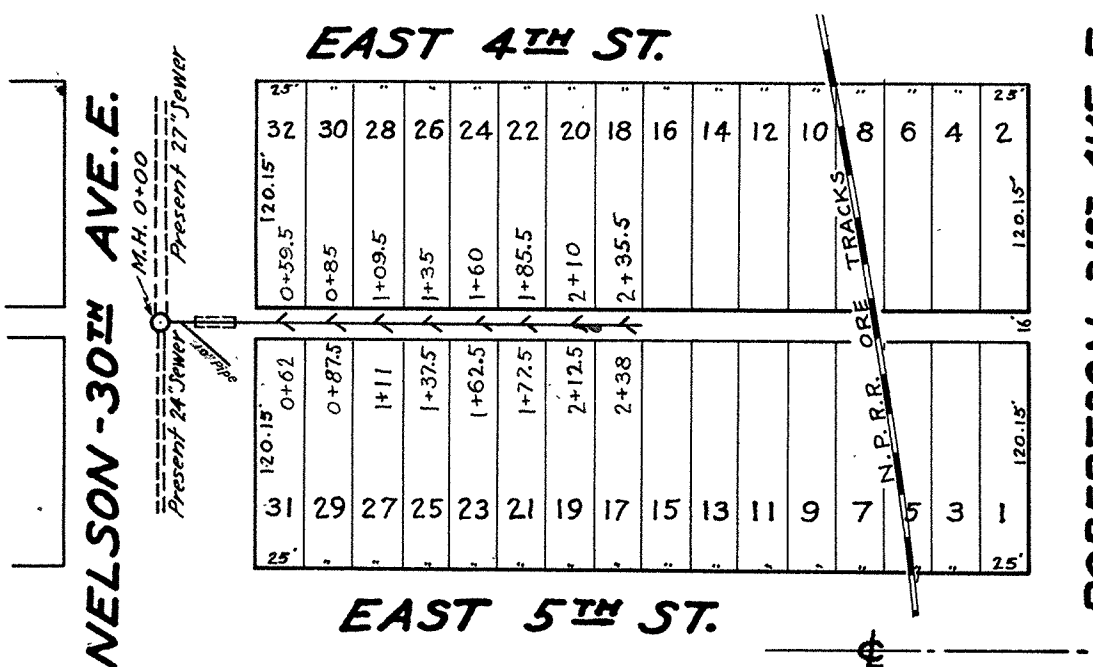 EAST 4TH ST.
NELSON-30TH AVE. E.
M.H. 0+00
Present 27" Sewer
Present 24" Sewer
10" Pipe
25' " " " " " " " " " " " " " " 25'
32 30 28 26 24 22 20 18 16 14 12 10 8 6 4 2
120.15' 120.15'
0+59.5 0+85 1+09.5 1+35 1+60 1+85.5 2+10 2+35.5
N.P. R.R. ORE TRACKS
16'
0+62 0+87.5 1+11 1+37.5 1+62.5 1+77.5 2+12.5 2+38
120.15' 120.15'
31 29 27 25 23 21 19 17 15 13 11 9 7 5 3 1
25' " " " " " " " " " " " " " " 25'
EAST 5TH ST.